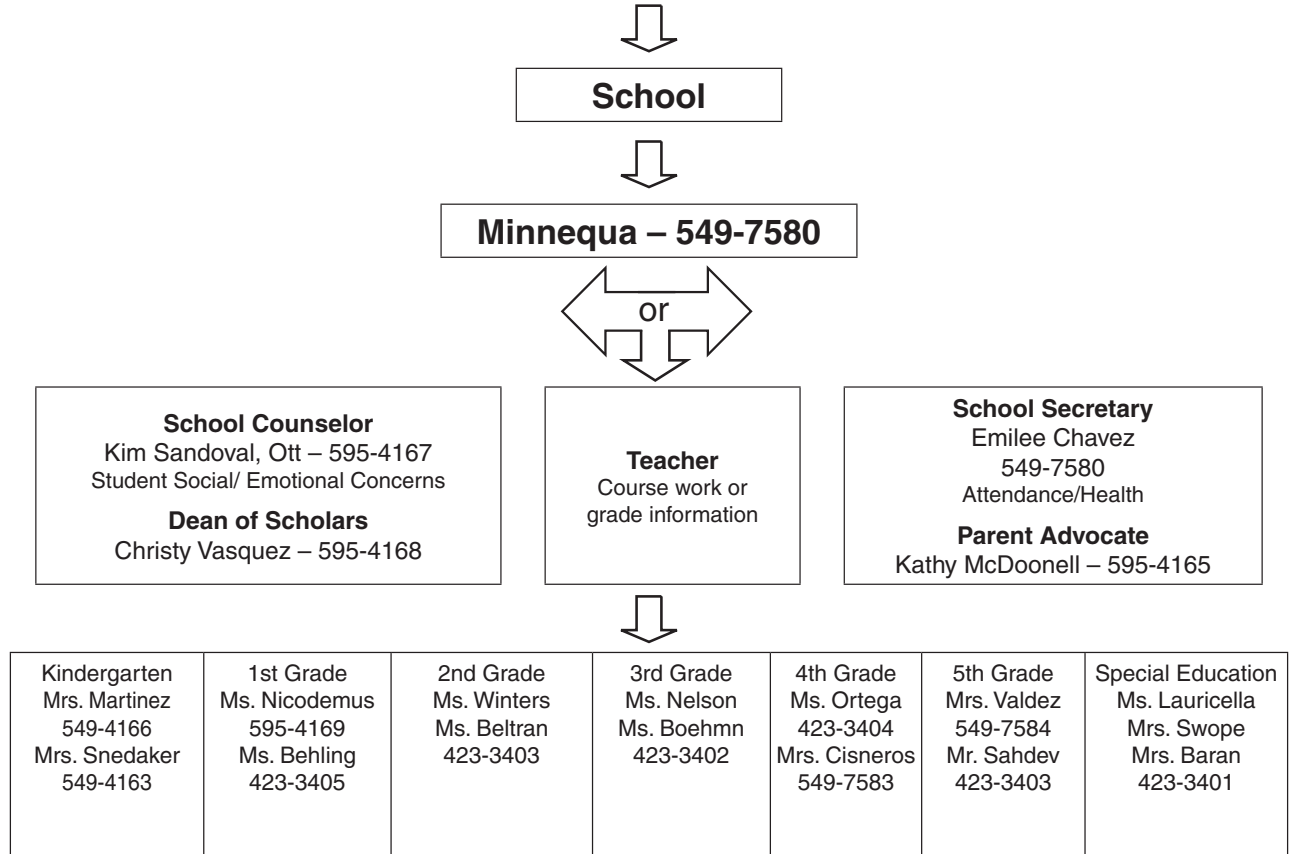 School
Minnequa – 549-7580
or
School Counselor
Kim Sandoval, Ott – 595-4167
Student Social/ Emotional Concerns
Dean of Scholars
Christy Vasquez – 595-4168
Teacher
Course work or
grade information
School Secretary
Emilee Chavez
549-7580
Attendance/Health
Parent Advocate
Kathy McDoonell – 595-4165
Kindergarten
Mrs. Martinez
549-4166
Mrs. Snedaker
549-4163
1st Grade
Ms. Nicodemus
595-4169
Ms. Behling
423-3405
2nd Grade
Ms. Winters
Ms. Beltran
423-3403
3rd Grade
Ms. Nelson
Ms. Boehmn
423-3402
4th Grade
Ms. Ortega
423-3404
Mrs. Cisneros
549-7583
5th Grade
Mrs. Valdez
549-7584
Mr. Sahdev
423-3403
Special Education
Ms. Lauricella
Mrs. Swope
Mrs. Baran
423-3401